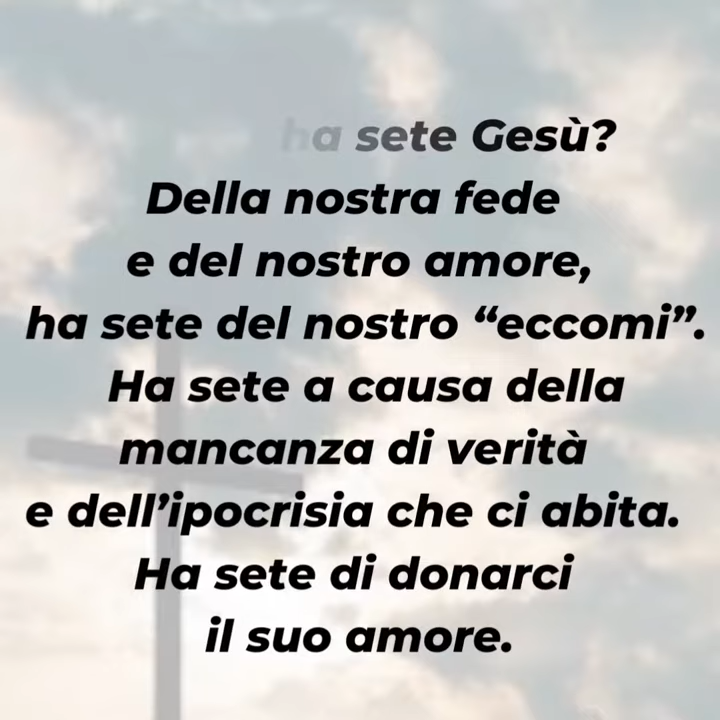 ha sete Gesù?
Della nostra fede
e del nostro amore,
ha sete del nostro “eccomi”.
Ha sete a causa della
mancanza di verità
e dell’ipocrisia che ci abita.
Ha sete di donarci
il suo amore.